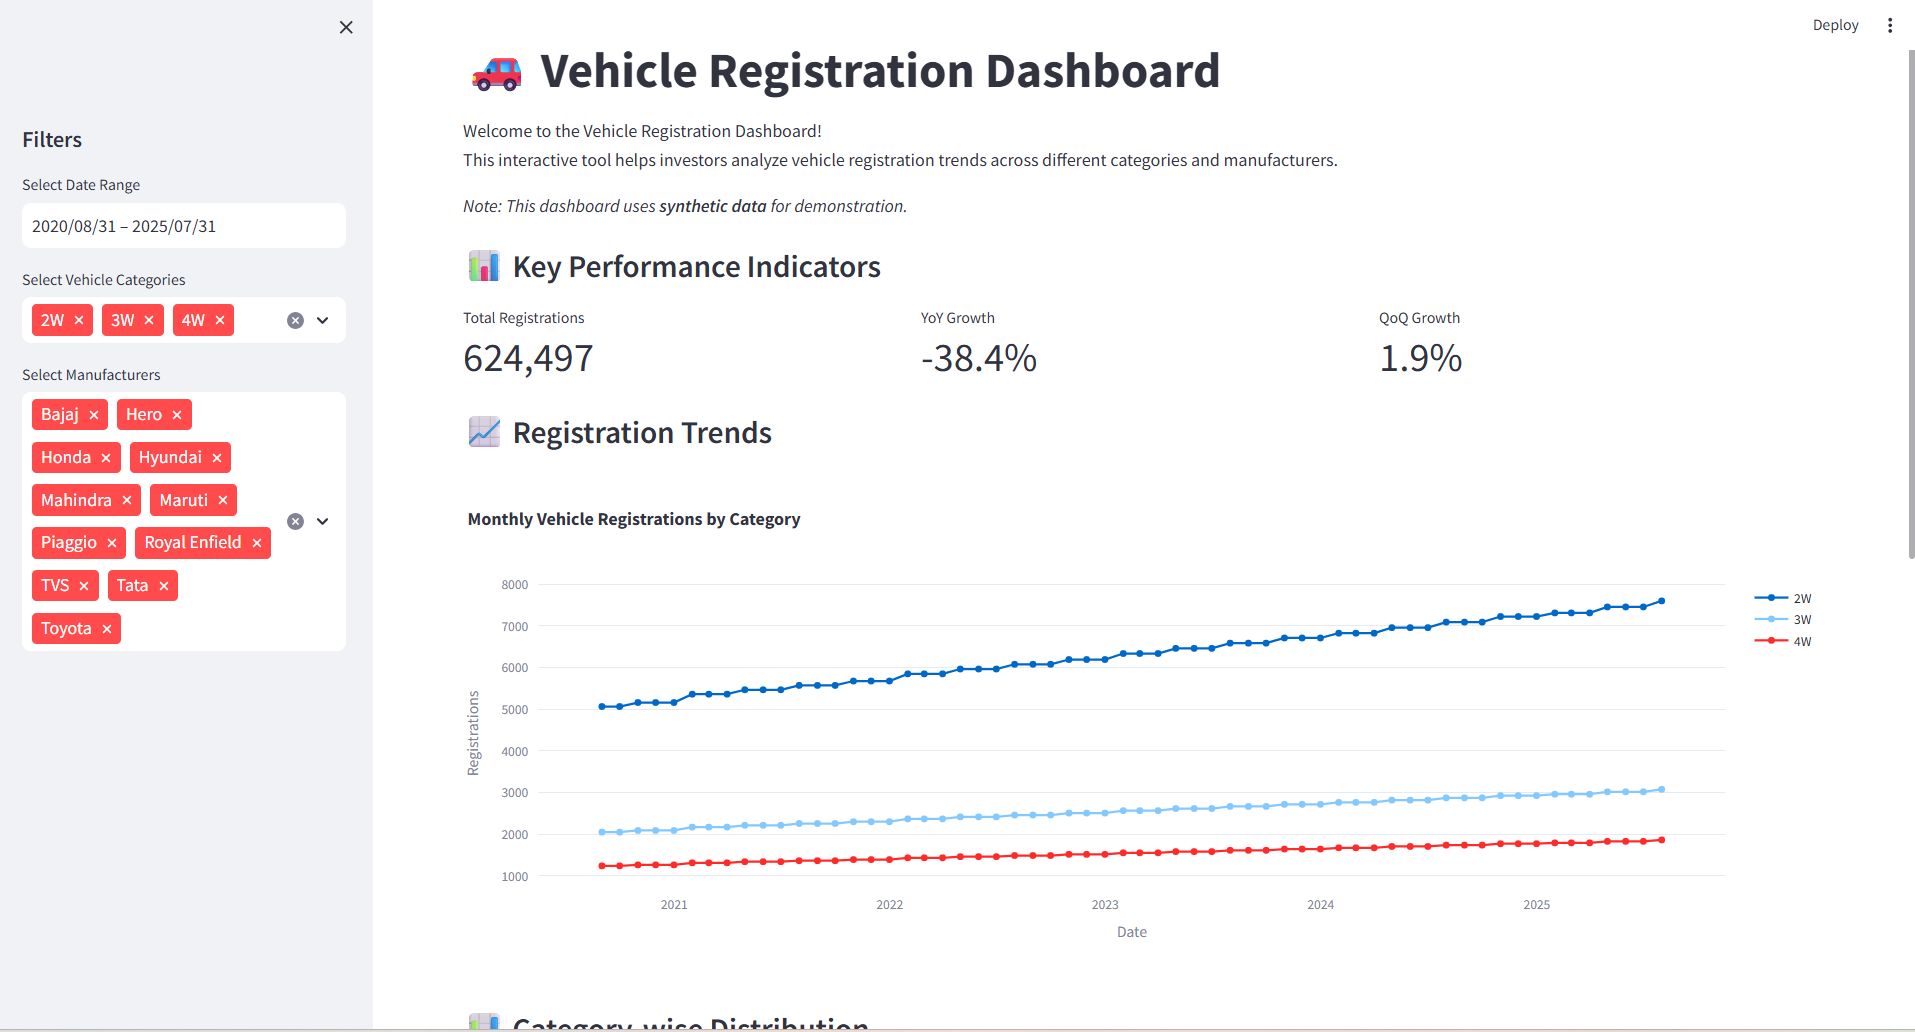 Deploy
Filters
Select Date Range
2020/08/31 – 2025/07/31
Select Vehicle Categories
2W 3W 4W
Select Manufacturers
Bajaj Hero
Honda Hyundai
Mahindra Maruti
Piaggio Royal Enfield
TVS Tata
Toyota
Vehicle Registration Dashboard
Welcome to the Vehicle Registration Dashboard!
This interactive tool helps investors analyze vehicle registration trends across different categories and manufacturers.
Note: This dashboard uses synthetic data for demonstration.
Key Performance Indicators
Total Registrations
624,497
YoY Growth
-38.4%
QoQ Growth
1.9%
Registration Trends
Monthly Vehicle Registrations by Category
8000
7000
6000
5000
4000
3000
2000
1000
Registrations
2021 2022 2023 2024 2025
Date
2W
3W
4W
Category-wise Distribution